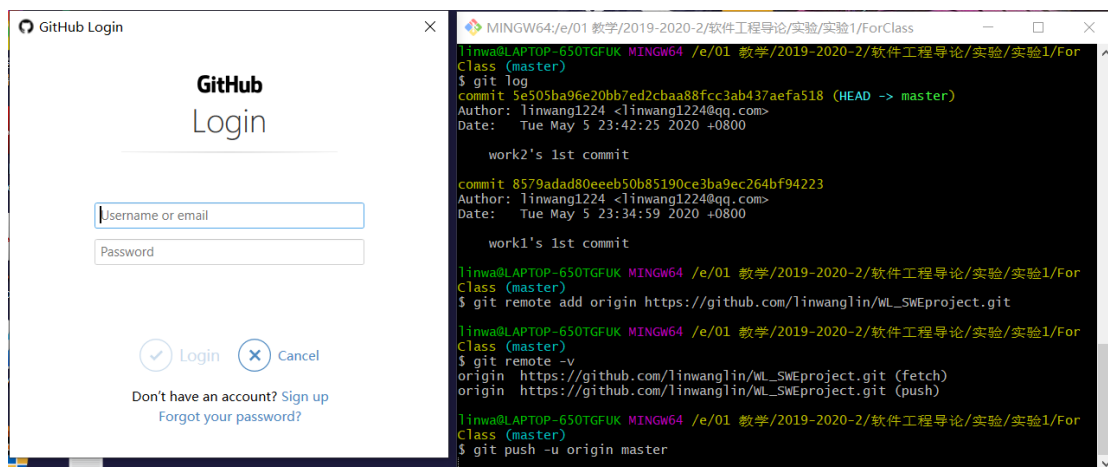 GitHub Login
GitHub
Login
Username or email
Password
Login
Cancel
Don't have an account? Sign up
Forgot your password?
MINGW64:/e/01 教学/2019-2020-2/软件工程导论/实验/实验1/ForClass
linwa@LAPTOP-650TGFUK MINGW64 /e/01 教学/2019-2020-2/软件工程导论/实验/实验1/For
Class (master)
$ git log
commit 5e505ba96e20bb7ed2cbaa88fcc3ab437aefa518 (HEAD -> master)
Author: linwang1224 <linwang1224@qq.com>
Date:   Tue May 5 23:42:25 2020 +0800
work2's 1st commit
commit 8579adad80eeeb50b85190ce3ba9ec264bf94223
Author: linwang1224 <linwang1224@qq.com>
Date:   Tue May 5 23:34:59 2020 +0800
work1's 1st commit
linwa@LAPTOP-650TGFUK MINGW64 /e/01 教学/2019-2020-2/软件工程导论/实验/实验1/For
Class (master)
$ git remote add origin https://github.com/linwanglin/WL_SWEproject.git
linwa@LAPTOP-650TGFUK MINGW64 /e/01 教学/2019-2020-2/软件工程导论/实验/实验1/For
Class (master)
$ git remote -v
origin  https://github.com/linwanglin/WL_SWEproject.git (fetch)
origin  https://github.com/linwanglin/WL_SWEproject.git (push)
linwa@LAPTOP-650TGFUK MINGW64 /e/01 教学/2019-2020-2/软件工程导论/实验/实验1/For
Class (master)
$ git push -u origin master